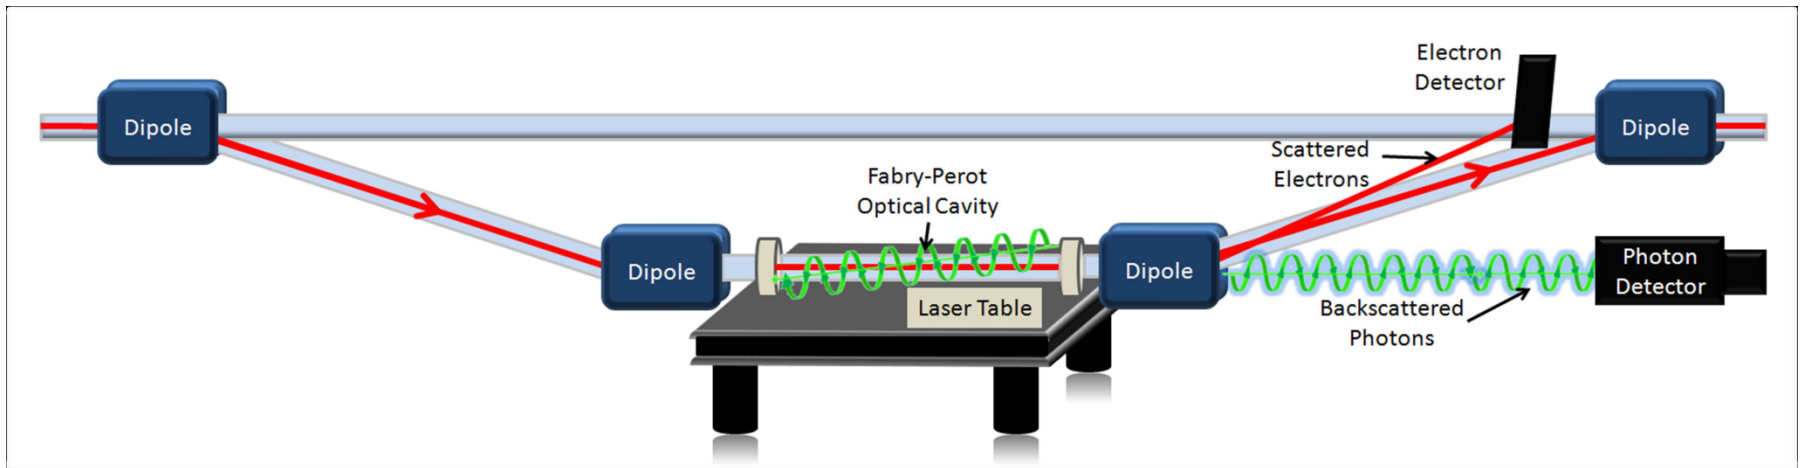 Electron
Detector
Dipole
Dipole
Scattered
Electrons
Fabry-Perot
Optical Cavity
Dipole
Dipole
Photon
Detector
Laser Table
Backscattered
Photons